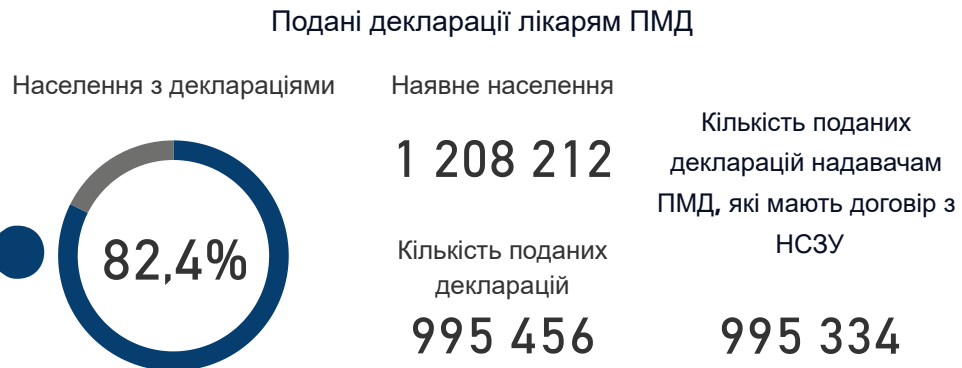 Подані декларації лікарям ПМД
Населення з деклараціями
82,4%
Наявне населення
1 208 212
Кількість поданих
декларацій
995 456
Кількість поданих
декларацій надавачам
ПМД, які мають договір з
НСЗУ
995 334